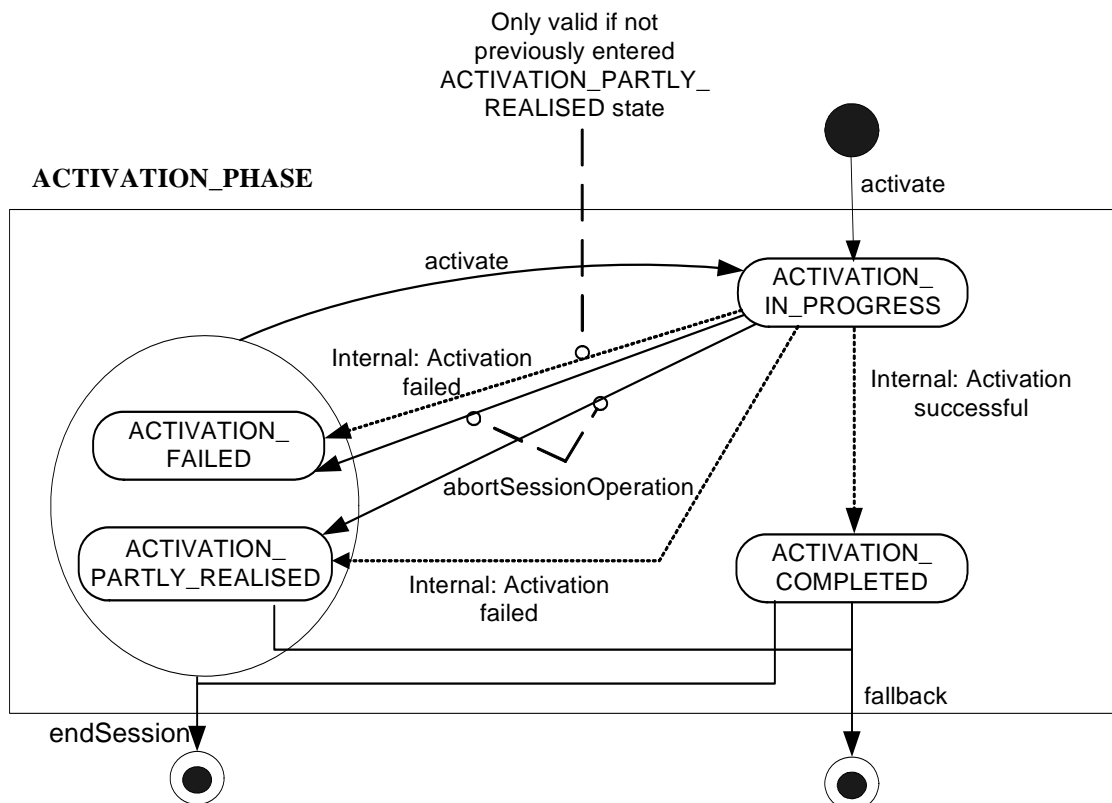 Only valid if not
previously entered
ACTIVATION_PARTLY_
REALISED state
ACTIVATION_PHASE
activate
activate
ACTIVATION_
IN_PROGRESS
Internal: Activation
failed
Internal: Activation
successful
ACTIVATION_
FAILED
abortSessionOperation
ACTIVATION_
PARTLY_REALISED
Internal: Activation
failed
ACTIVATION_
COMPLETED
endSession
fallback